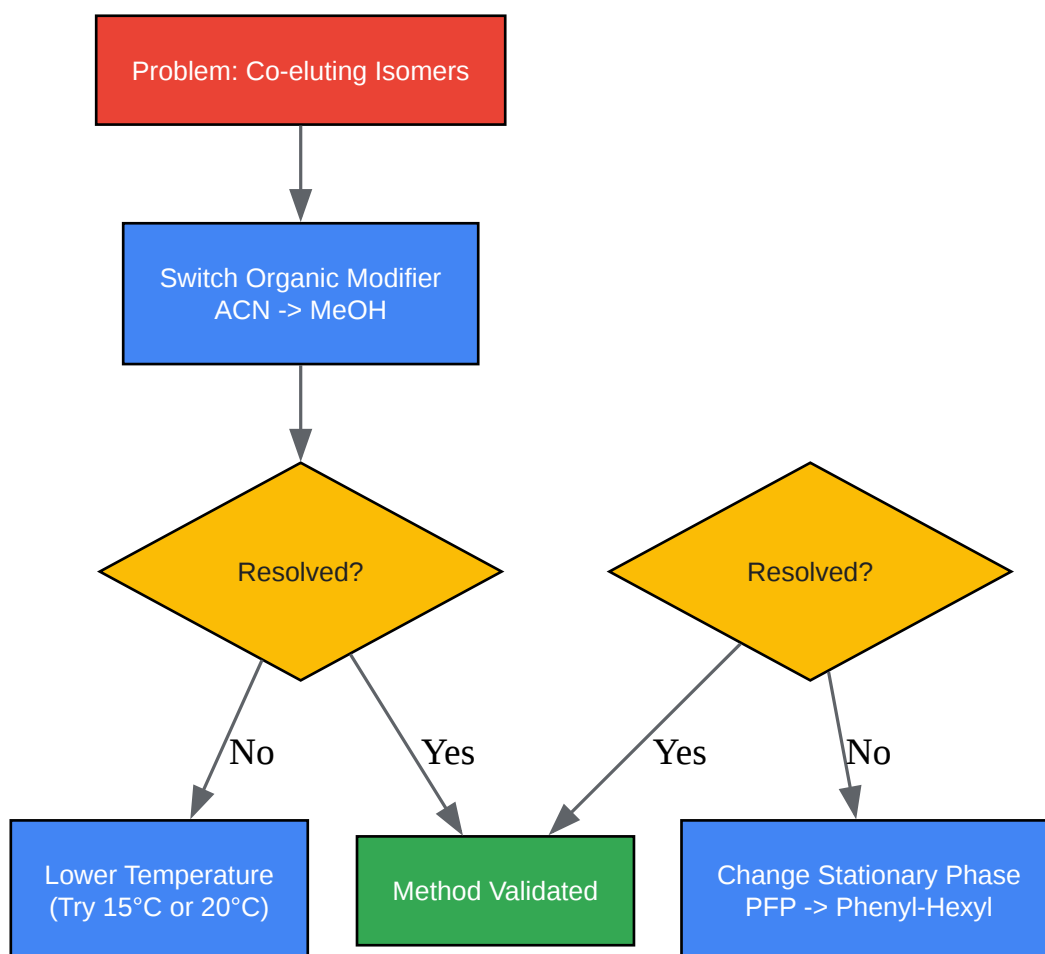 Problem: Co-eluting Isomers
Switch Organic Modifier
ACN -> MeOH
Resolved?
Resolved?
No
Yes
Yes
No
Lower Temperature
(Try 15°C or 20°C)
Method Validated
Change Stationary Phase
PFP -> Phenyl-Hexyl